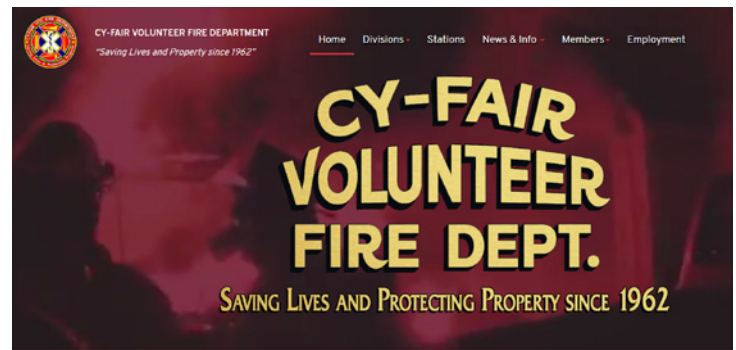 CY-FAIR VOLUNTEER FIRE DEPARTMENT
"Saving Lives and Property since 1962"
Home Divisions Stations News & Info Members Employment
CY-FAIR
VOLUNTEER
FIRE DEPT.
SAVING LIVES AND PROTECTING PROPERTY SINCE 1962